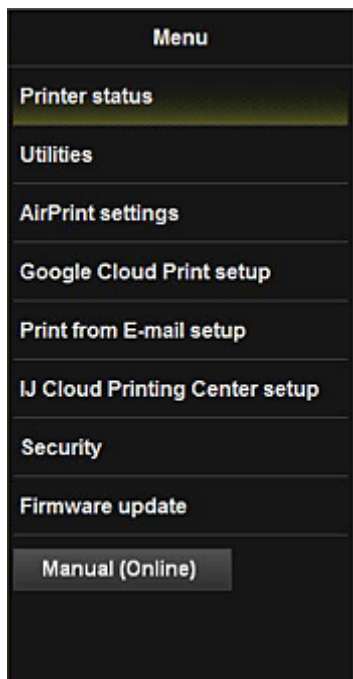 Menu
Printer status
Utilities
AirPrint settings
Google Cloud Print setup
Print from E-mail setup
IJ Cloud Printing Center setup
Security
Firmware update
Manual (Online)